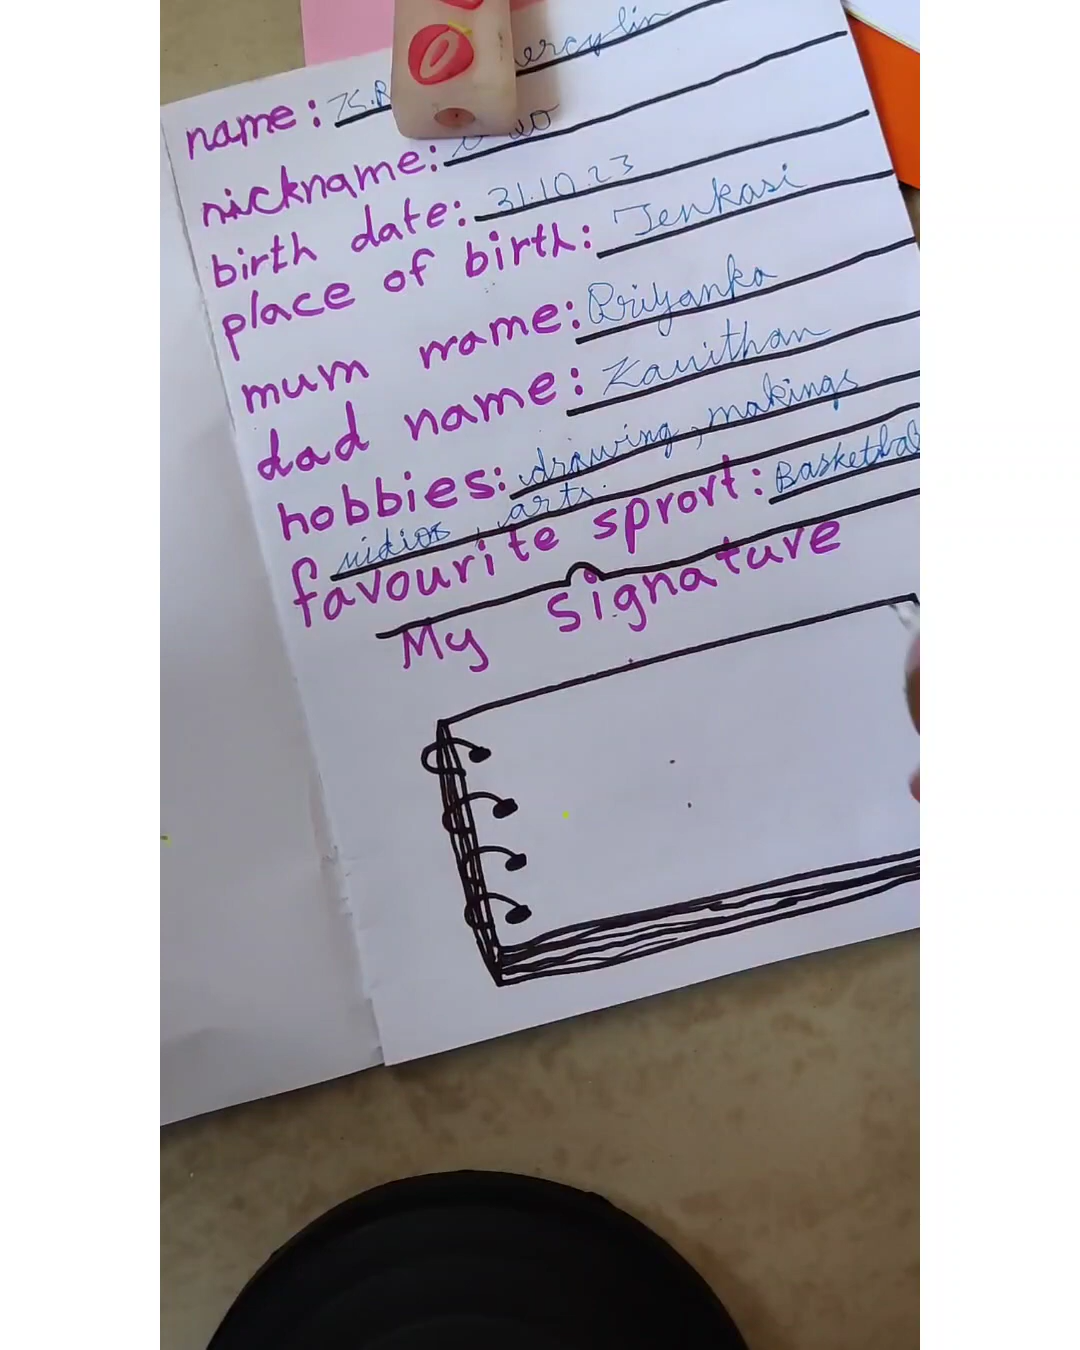 name:
nickname:
birth date: 31.10.23
place of birth: Tenkasi
mum name: Priyanka
dad name: Kanithan
hobbies: drawing, makings
vidios, arts.
favourite sprort: Basketbal
My Signature